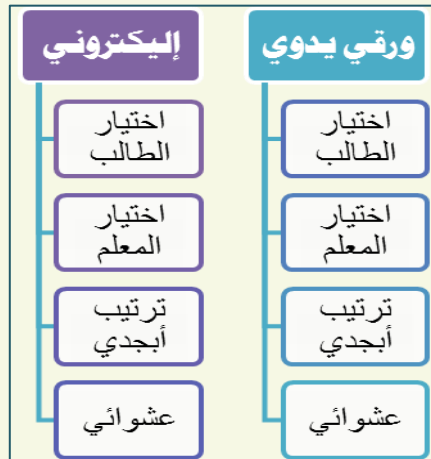 ورقي يدوي
اختيار
الطالب
اختيار
المعلم
ترتيب
أبجدي
عشوائي
إليكتروني
اختيار
الطالب
اختيار
المعلم
ترتيب
أبجدي
عشوائي